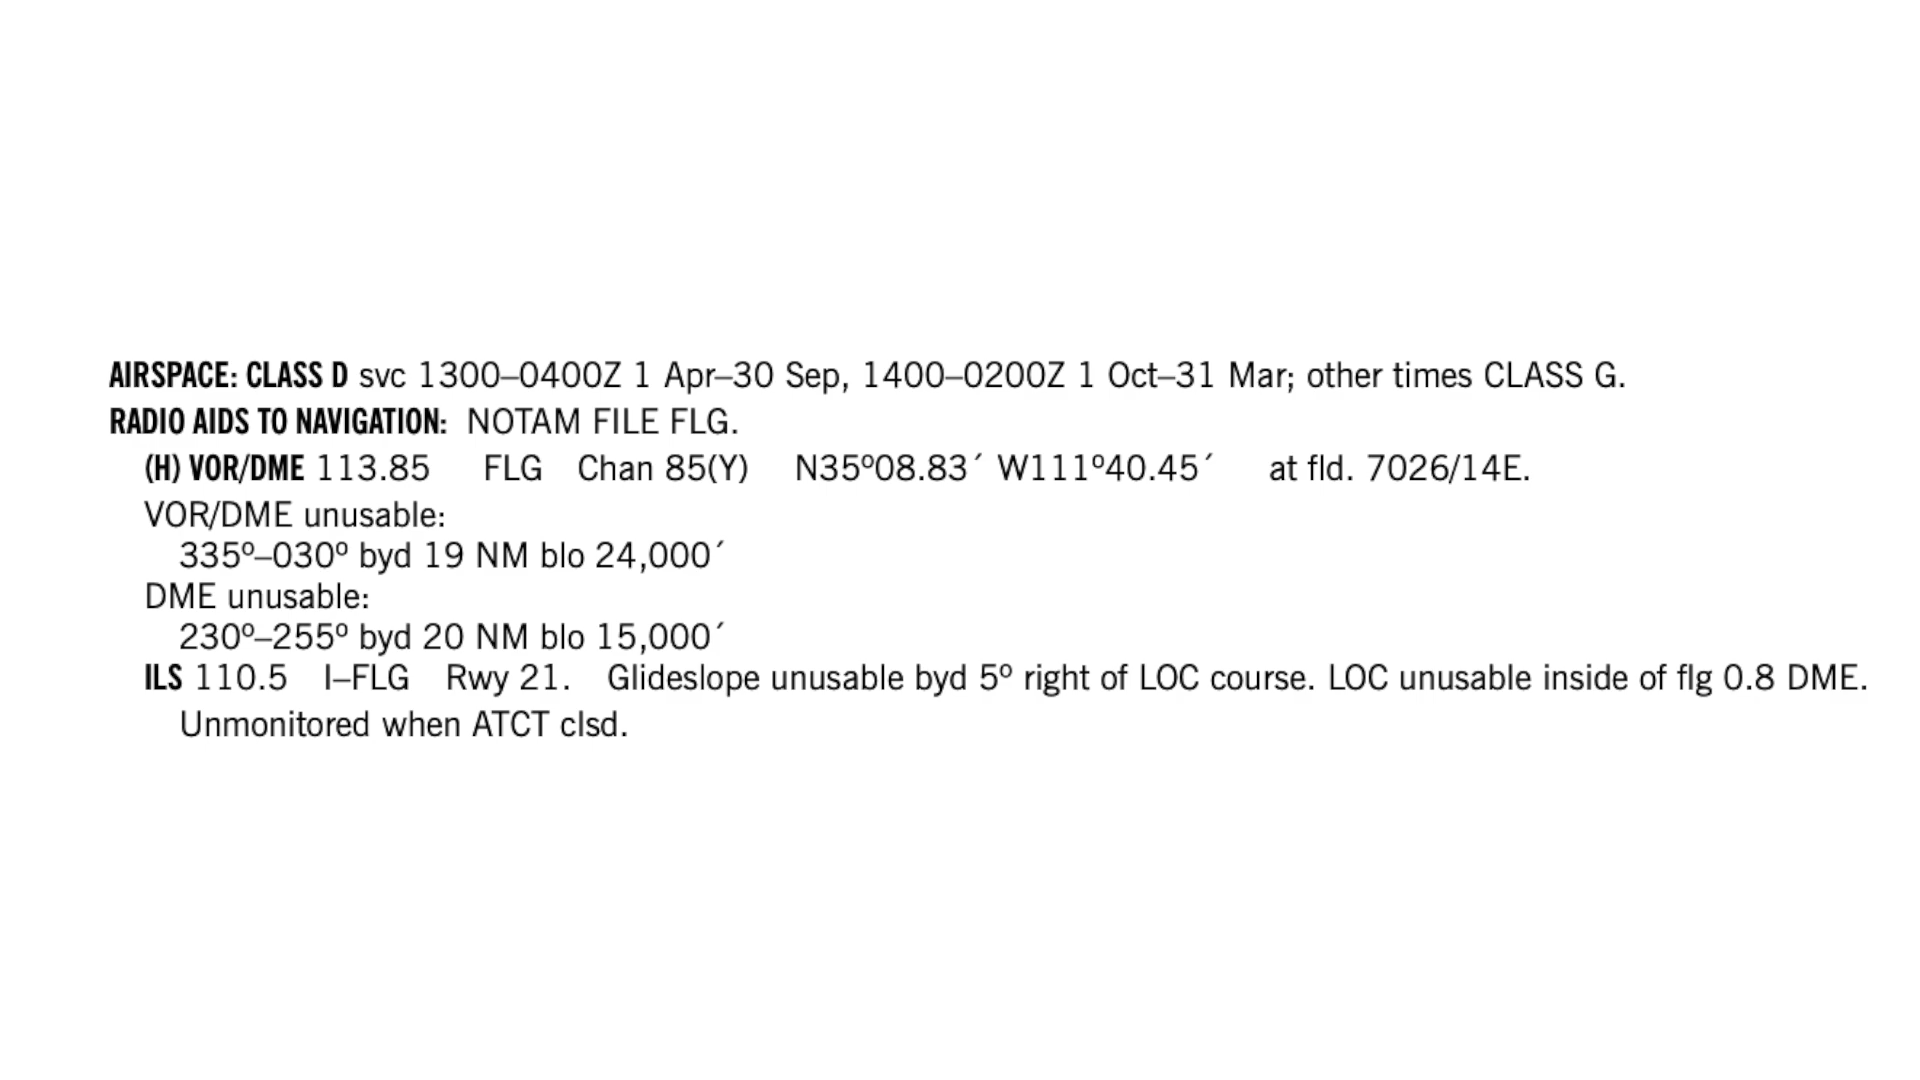 AIRSPACE: CLASS D svc 1300–0400Z 1 Apr–30 Sep, 1400–0200Z 1 Oct–31 Mar; other times CLASS G.
RADIO AIDS TO NAVIGATION: NOTAM FILE FLG.
(H) VOR/DME 113.85 FLG Chan 85(Y) N35º08.83´ W111º40.45´ at fld. 7026/14E.
VOR/DME unusable:
335º–030º byd 19 NM blo 24,000´
DME unusable:
230º–255º byd 20 NM blo 15,000´
ILS 110.5 I–FLG Rwy 21. Glideslope unusable byd 5º right of LOC course. LOC unusable inside of flg 0.8 DME.
Unmonitored when ATCT clsd.